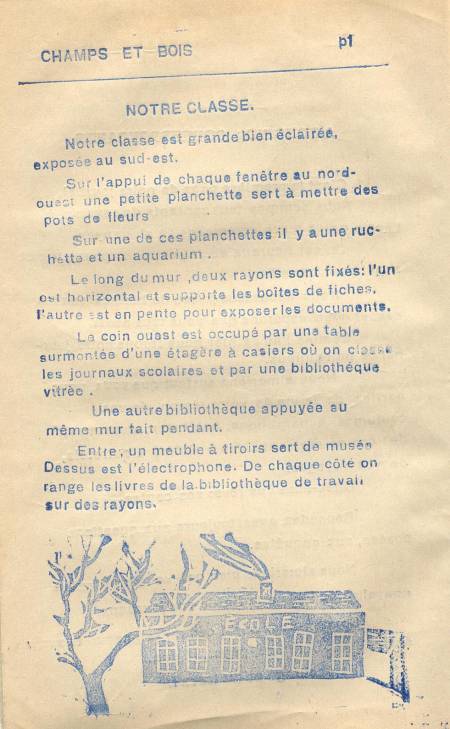 CHAMPS ET BOIS p1
NOTRE CLASSE.
Notre classe est grande bien éclairée,
exposée au sud-est.
Sur l'appui de chaque fenêtre au nord-
ouest une petite planchette sert à mettre des
pots de fleurs
Sur une de ces planchettes il y a une ruc-
hette et un aquarium .
Le long du mur ,deux rayons sont fixés: l'un
est horizontal et supporte les boîtes de fiches,
l'autre est en pente pour exposer les documents.
Le coin ouest est occupé par une table
surmontée d'une étagère à casiers où on classe
les journaux scolaires et par une bibliothéque
vitrèe .
Une autre bibliothèque appuyée au
même mur fait pendant.
Entre , un meuble à tiroirs sert de musée
Dessus est l'électrophone. De chaque côté on
range les livres de la bibliothèque de travail
sur des rayons.
ECOLE